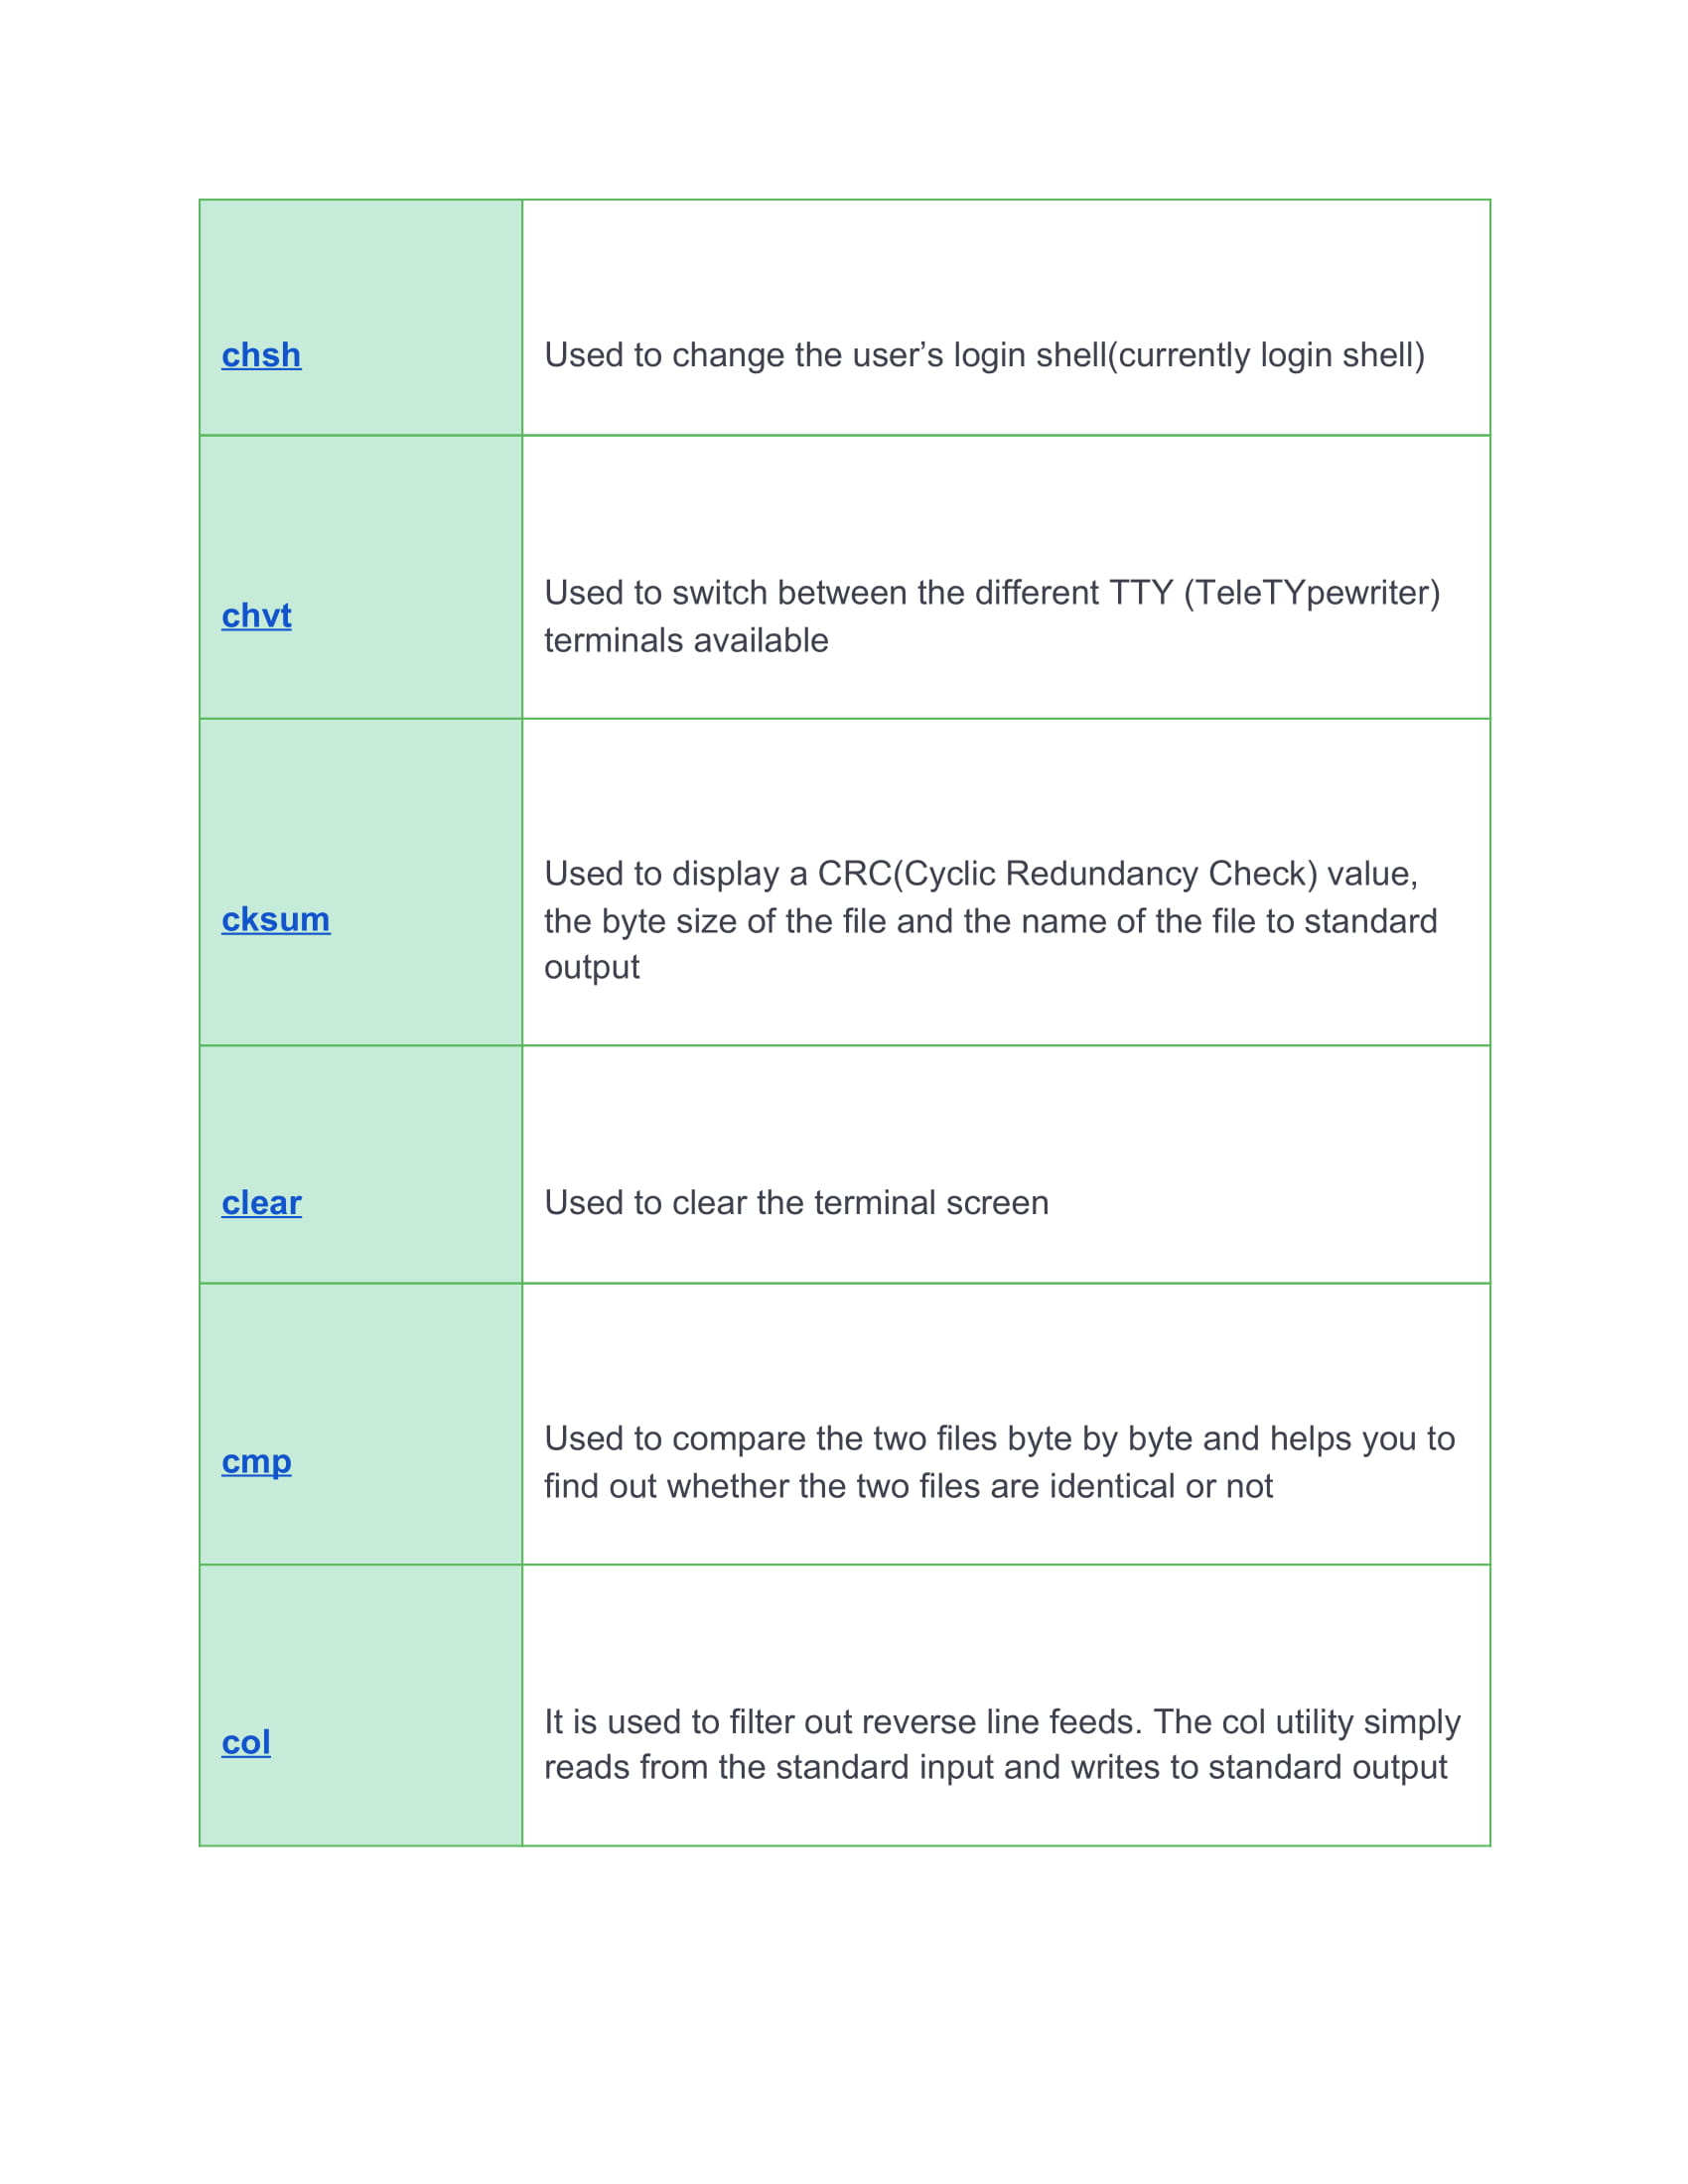 chsh
Used to change the user’s login shell(currently login shell)
chvt
Used to switch between the different TTY (TeleTYpewriter)
terminals available
cksum
Used to display a CRC(Cyclic Redundancy Check) value,
the byte size of the file and the name of the file to standard
output
clear
Used to clear the terminal screen
cmp
Used to compare the two files byte by byte and helps you to
find out whether the two files are identical or not
col
It is used to filter out reverse line feeds. The col utility simply
reads from the standard input and writes to standard output